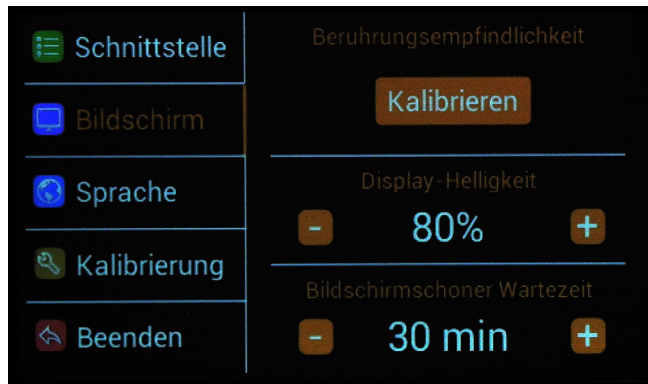 Schnittstelle
Bildschirm
Sprache
Kalibrierung
Beenden
Beruhrungsempfindlichkeit
Kalibrieren
Display-Helligkeit
- 80% +
Bildschirmschoner Wartezeit
- 30 min +